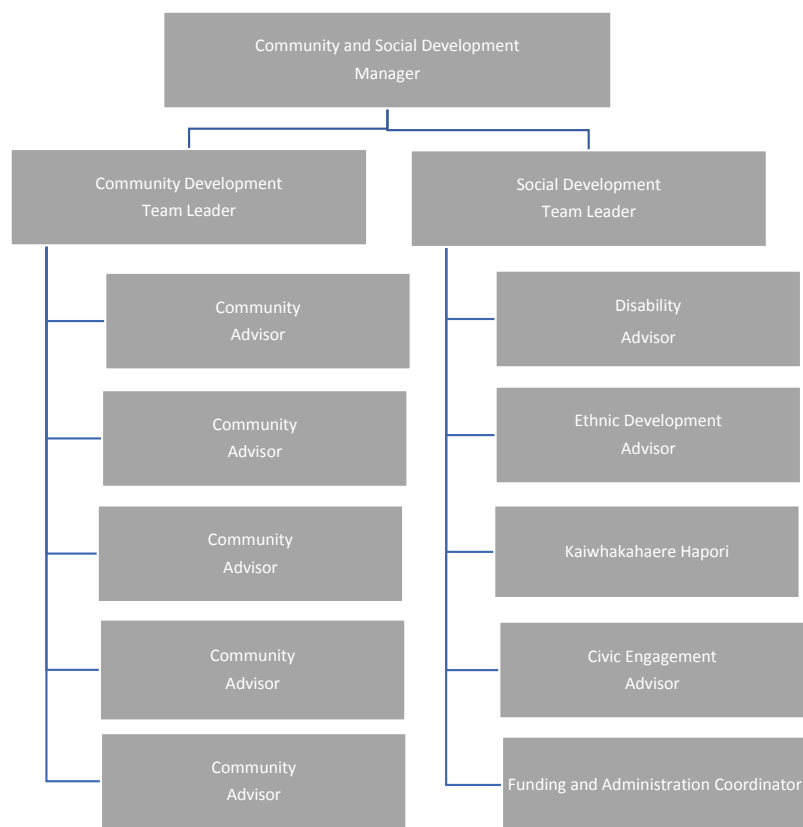 Community and Social Development
Manager
Community Development
Team Leader
Social Development
Team Leader
Community
Advisor
Community
Advisor
Community
Advisor
Community
Advisor
Community
Advisor
Disability
Advisor
Ethnic Development
Advisor
Kaiwhakahaere Hapori
Civic Engagement
Advisor
Funding and Administration Coordinator